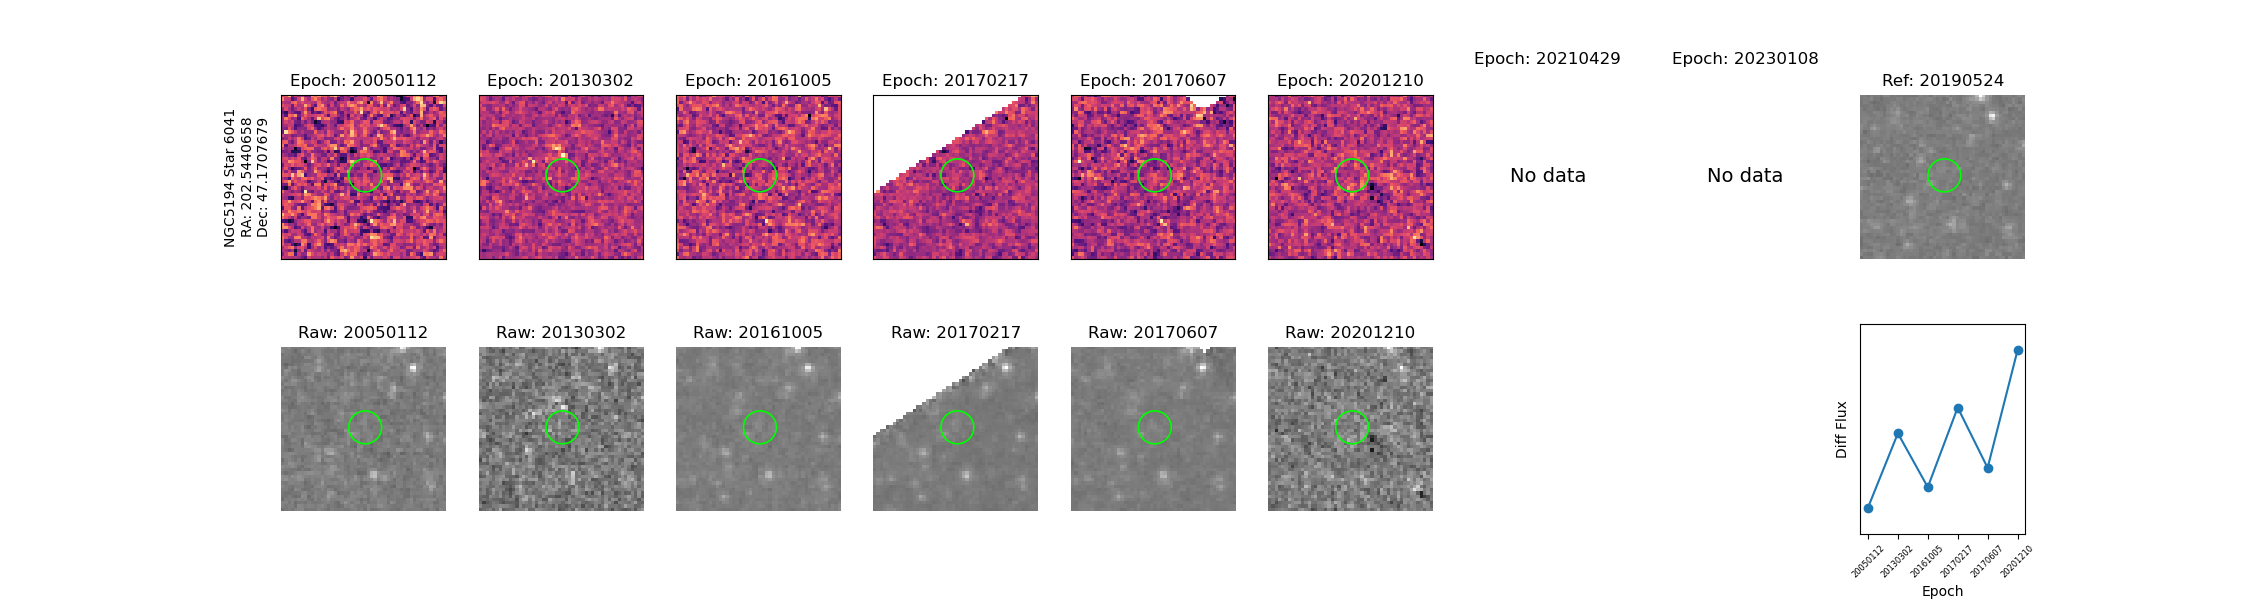 Epoch: 20050112
Epoch: 20130302
Epoch: 20161005
Epoch: 20170217
Epoch: 20170607
Epoch: 20201210
Epoch: 20210429
Epoch: 20230108
Ref: 20190524
NGC5194 Star 6041
RA: 202.5440658
Dec: 47.1707679
No data
No data
Raw: 20050112
Raw: 20130302
Raw: 20161005
Raw: 20170217
Raw: 20170607
Raw: 20201210
Diff Flux
20050112
20130302
20161005
20170217
20170607
20201210
Epoch